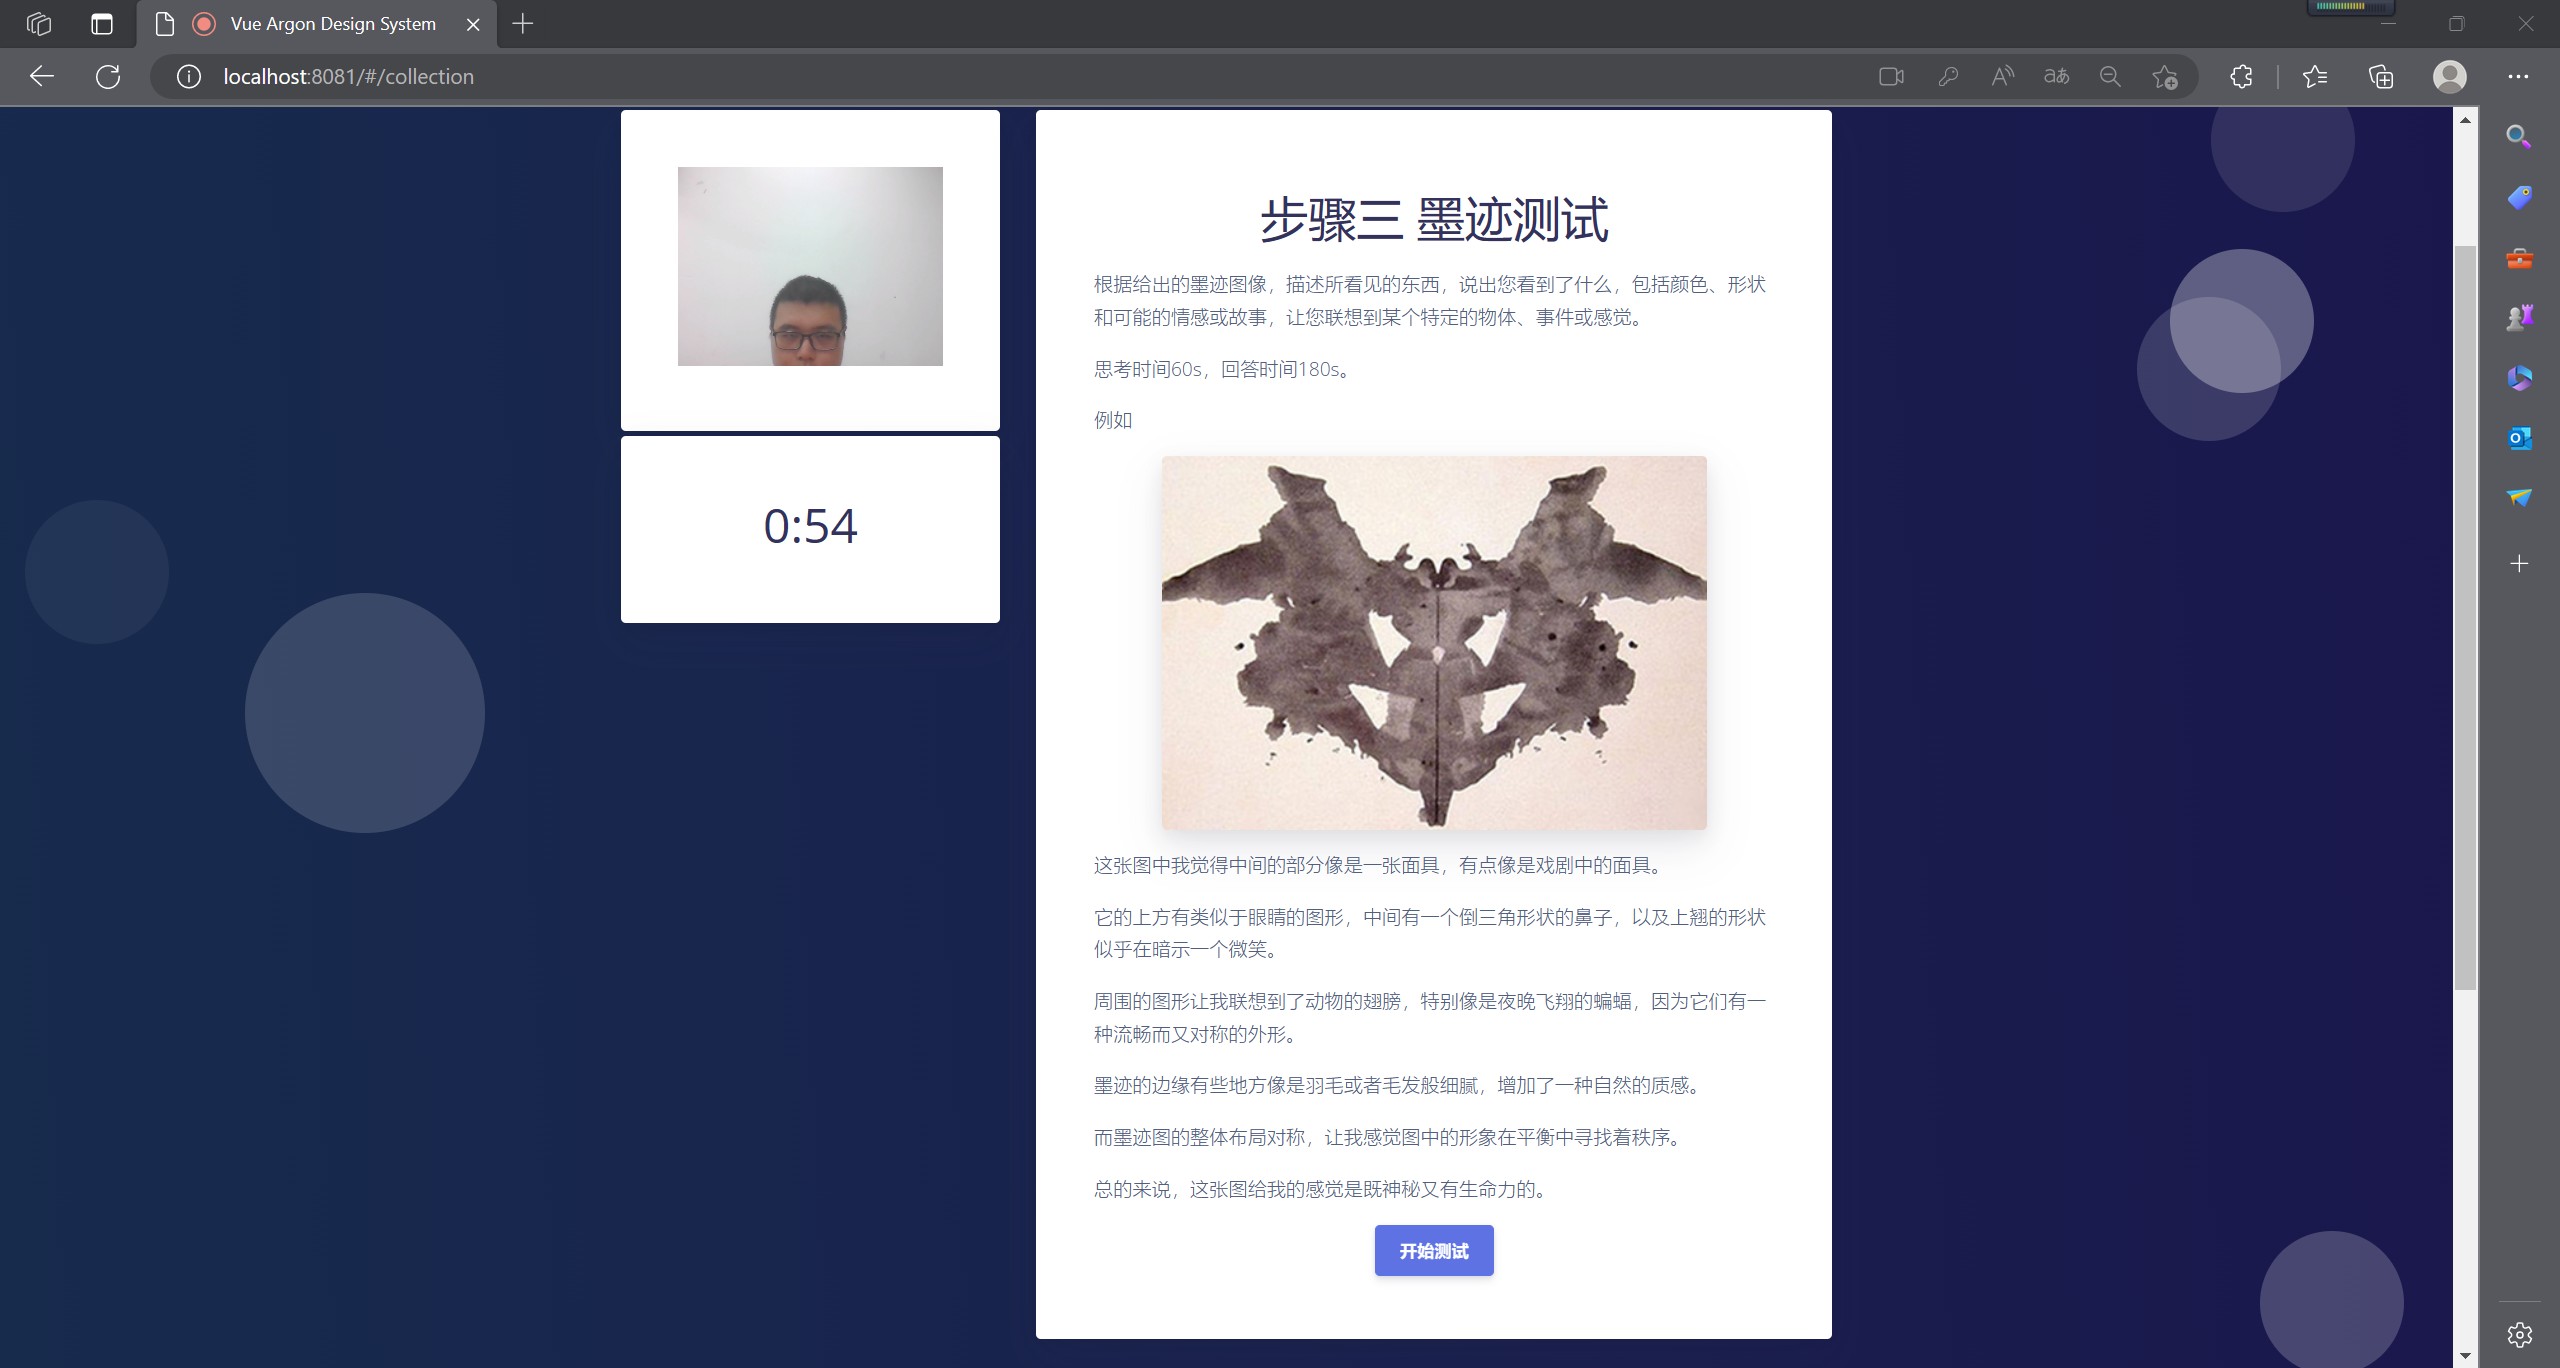 Vue Argon Design System
localhost:8081/#/collection
步骤三 墨迹测试
根据给出的墨迹图像，描述所看见的东西，说出您看到了什么，包括颜色、形状
和可能的情感或故事，让您联想到某个特定的物体、事件或感觉。
思考时间60s，回答时间180s。
例如
0:54
这张图中我觉得中间的部分像是一张面具，有点像是戏剧中的面具。
它的上方有类似于眼睛的图形，中间有一个倒三角形状的鼻子，以及上翘的形状
似乎在暗示一个微笑。
周围的图形让我联想到了动物的翅膀，特别像是夜晚飞翔的蝙蝠，因为它们有一
种流畅而又对称的外形。
墨迹的边缘有些地方像是羽毛或者毛发般细腻，增加了一种自然的质感。
而墨迹图的整体布局对称，让我感觉图中的形象在平衡中寻找着秩序。
总的来说，这张图给我的感觉是既神秘又有生命力的。
开始测试